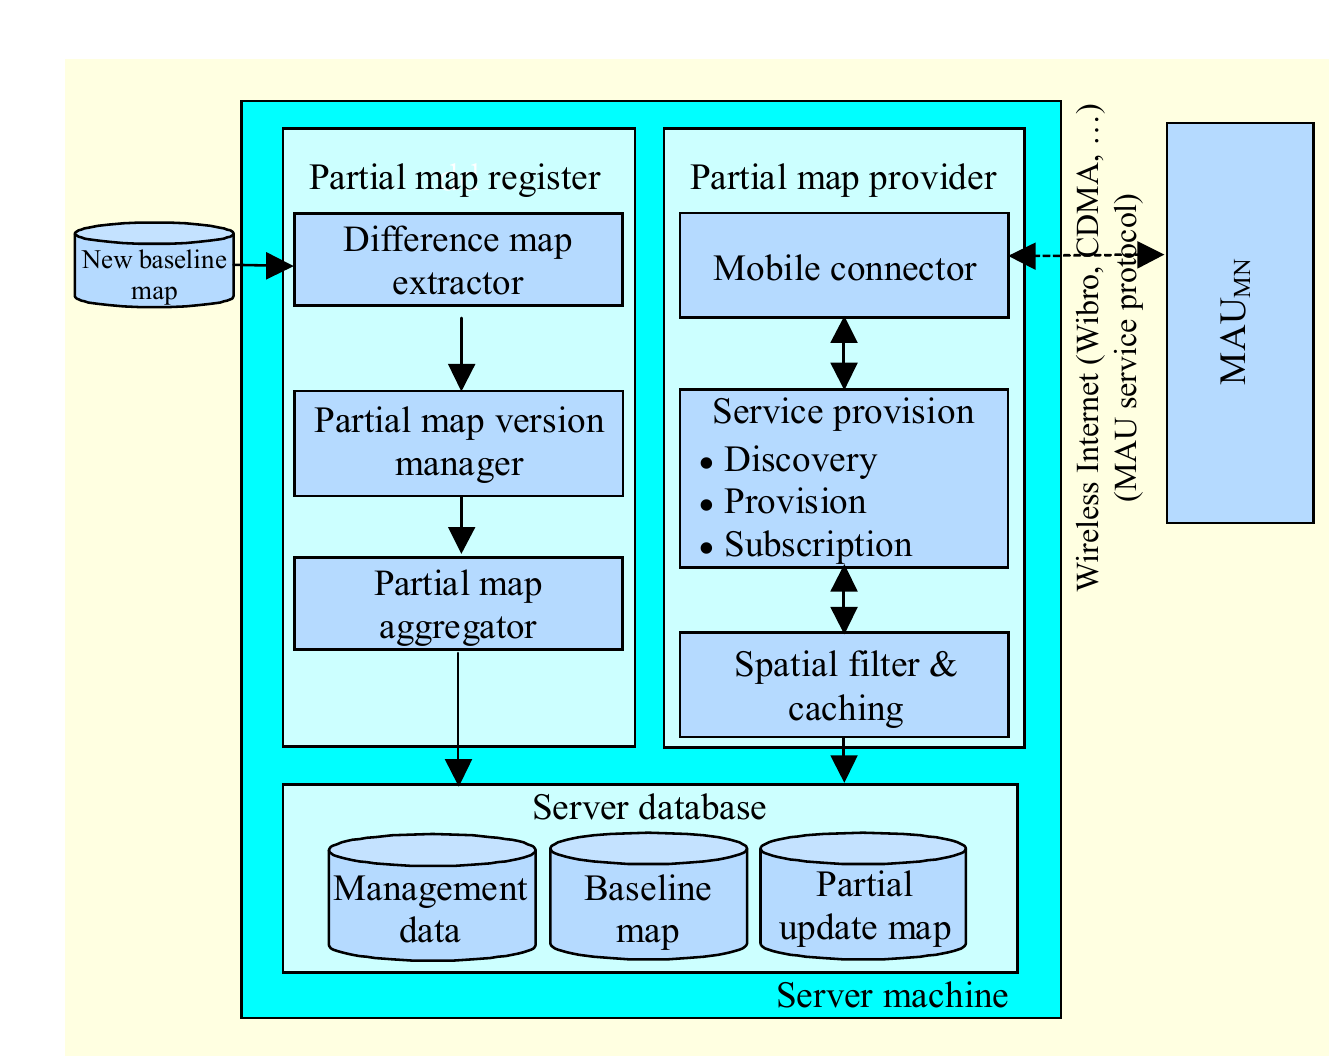 New baseline
map
Partial map register
Difference map
extractor
Partial map version
manager
Partial map
aggregator
Partial map provider
Mobile connector
Service provision
• Discovery
• Provision
• Subscription
Spatial filter &
caching
Wireless Internet (Wibro, CDMA, …)
(MAU service protocol)
MAU_MN
Server database
Management
data
Baseline
map
Partial
update map
Server machine